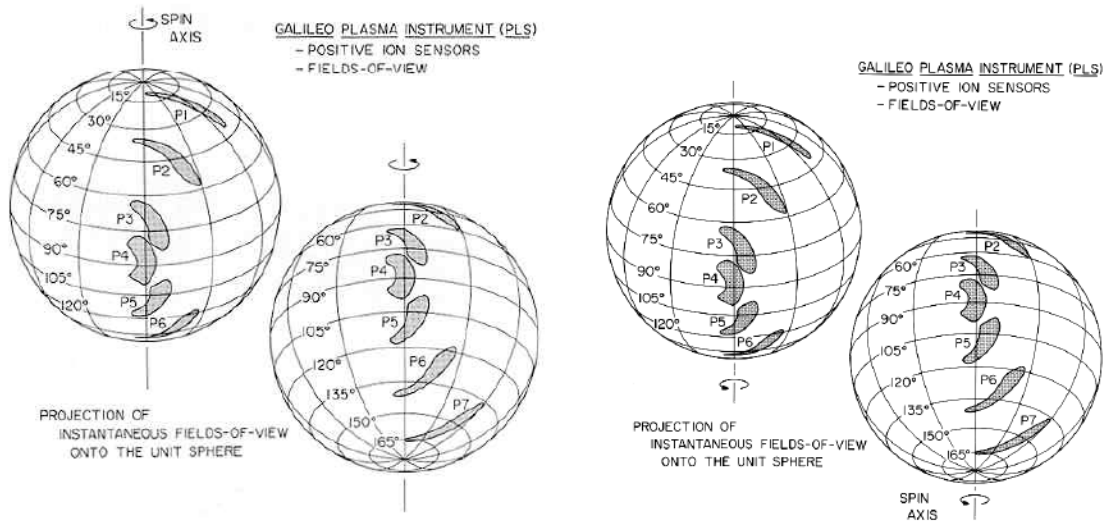 SPIN
AXIS
GALILEO PLASMA INSTRUMENT (PLS)
- POSITIVE ION SENSORS
- FIELDS-OF-VIEW
15°
30°
45°
60°
75°
90°
105°
120°
P1
P2
P3
P4
P5
P6
60°
75°
90°
105°
120°
135°
150°
165°
P2
P3
P4
P5
P6
P7
PROJECTION OF
INSTANTANEOUS FIELDS-OF-VIEW
ONTO THE UNIT SPHERE
GALILEO PLASMA INSTRUMENT (PLS)
- POSITIVE ION SENSORS
- FIELDS-OF-VIEW
15°
30°
45°
60°
75°
90°
105°
120°
P1
P2
P3
P4
P5
P6
60°
75°
90°
105°
120°
135°
150°
165°
P2
P3
P4
P5
P6
P7
PROJECTION OF
INSTANTANEOUS FIELDS-OF-VIEW
ONTO THE UNIT SPHERE
SPIN
AXIS